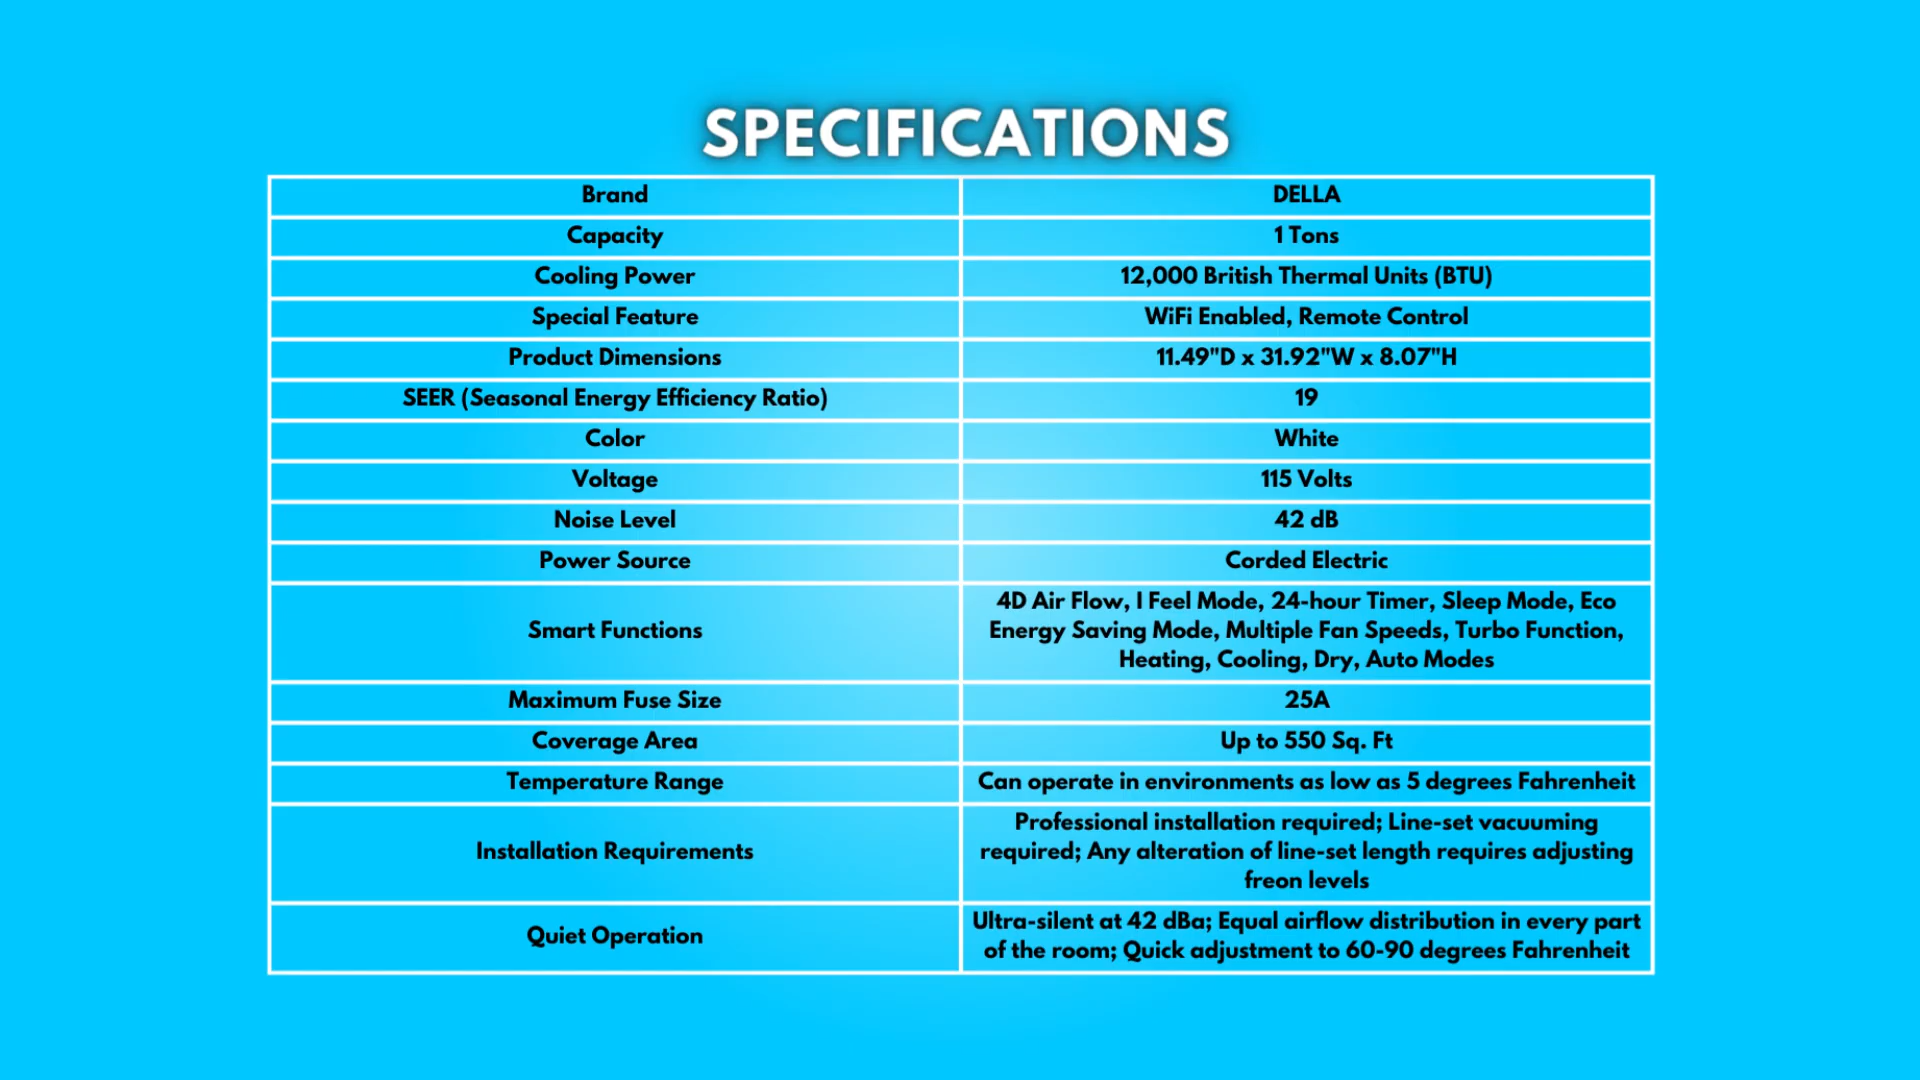 SPECIFICATIONS
Brand
DELLA
Capacity
1 Tons
Cooling Power
12,000 British Thermal Units (BTU)
Special Feature
WiFi Enabled, Remote Control
Product Dimensions
11.49"D x 31.92"W x 8.07"H
SEER (Seasonal Energy Efficiency Ratio)
19
Color
White
Voltage
115 Volts
Noise Level
42 dB
Power Source
Corded Electric
Smart Functions
4D Air Flow, I Feel Mode, 24-hour Timer, Sleep Mode, Eco
Energy Saving Mode, Multiple Fan Speeds, Turbo Function,
Heating, Cooling, Dry, Auto Modes
Maximum Fuse Size
25A
Coverage Area
Up to 550 Sq. Ft
Temperature Range
Can operate in environments as low as 5 degrees Fahrenheit
Installation Requirements
Professional installation required; Line-set vacuuming
required; Any alteration of line-set length requires adjusting
freon levels
Quiet Operation
Ultra-silent at 42 dBa; Equal airflow distribution in every part
of the room; Quick adjustment to 60-90 degrees Fahrenheit